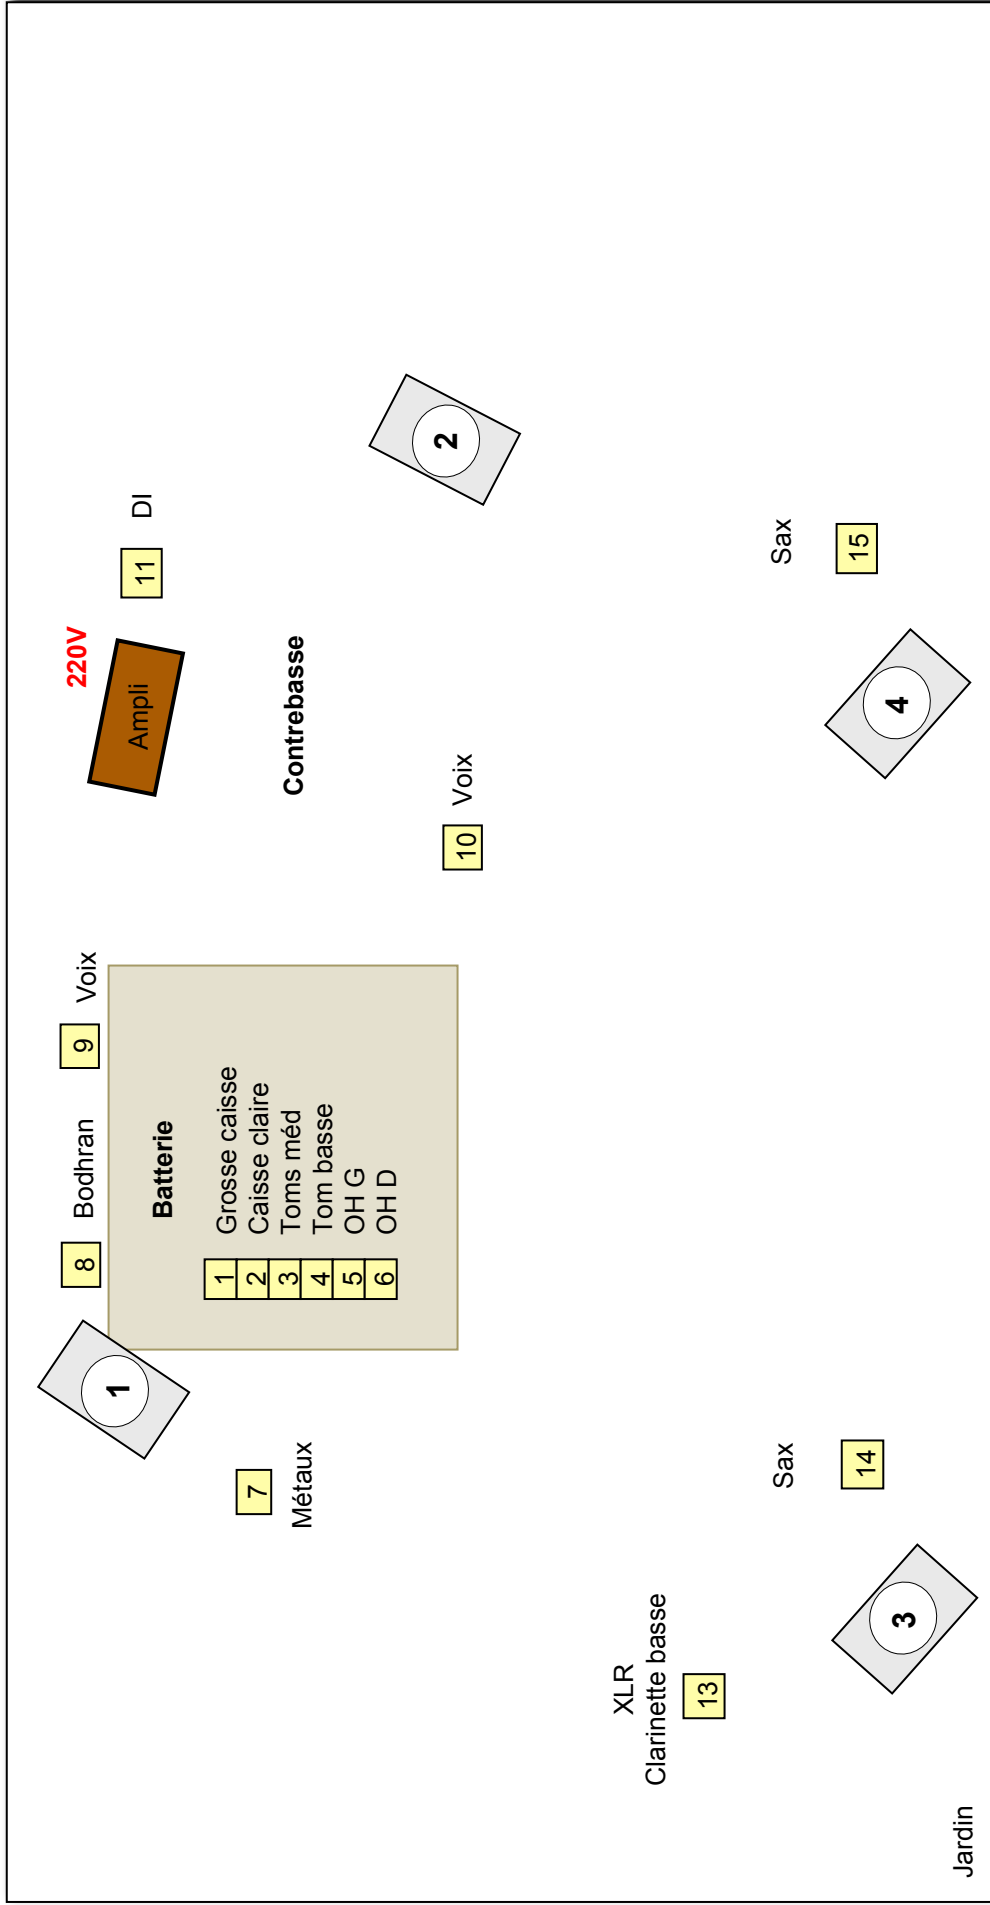 8
Bodhran
9
Voix
220V
Ampli
11
DI
1
Batterie
1 Grosse caisse
2 Caisse claire
3 Toms méd
4 Tom basse
5 OH G
6 OH D
7
Métaux
Contrebasse
10
Voix
2
XLR
Clarinette basse
13
Sax
14
Sax
15
3
4
Jardin